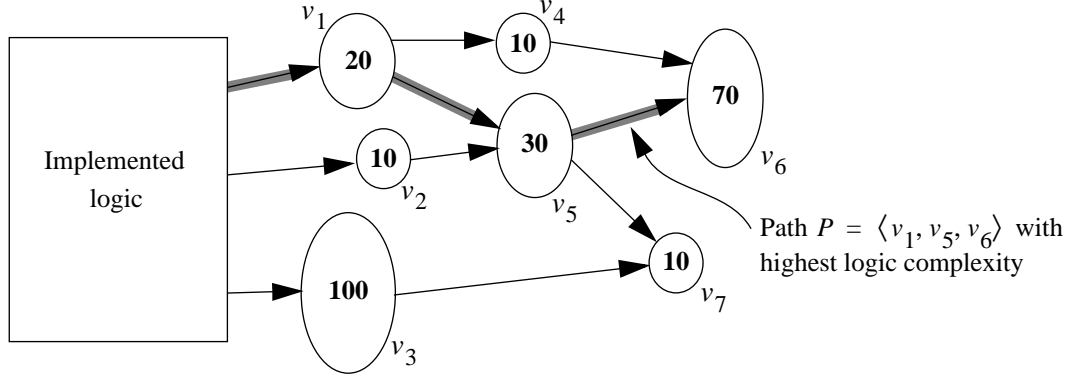 v1
20
v4
10
70
v6
Implemented
logic
10
v2
30
v5
Path P = ⟨v1, v5, v6⟩ with
highest logic complexity
100
v3
10
v7